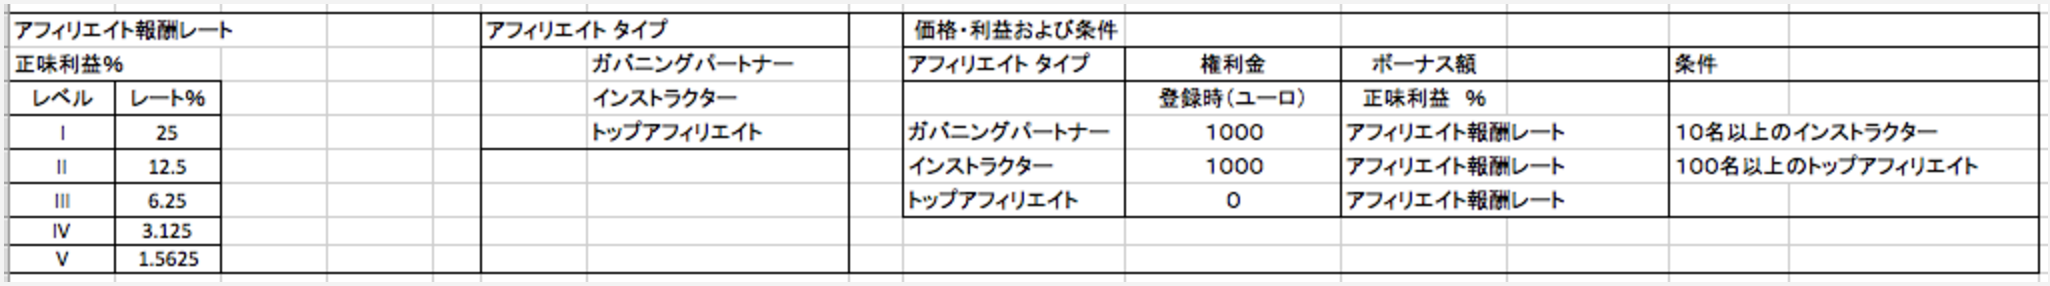 アフィリエイト報酬レート アフィリエイト タイプ 価格・利益および条件
正味利益% ガバニングパートナー アフィリエイト タイプ 権利金 ボーナス額 条件
レベル レート% インストラクター 登録時（ユーロ） 正味利益 %
I 25 トップアフィリエイト ガバニングパートナー 1000 アフィリエイト報酬レート 10名以上のインストラクター
II 12.5 インストラクター 1000 アフィリエイト報酬レート 100名以上のトップアフィリエイト
III 6.25 トップアフィリエイト 0 アフィリエイト報酬レート
IV 3.125
V 1.5625